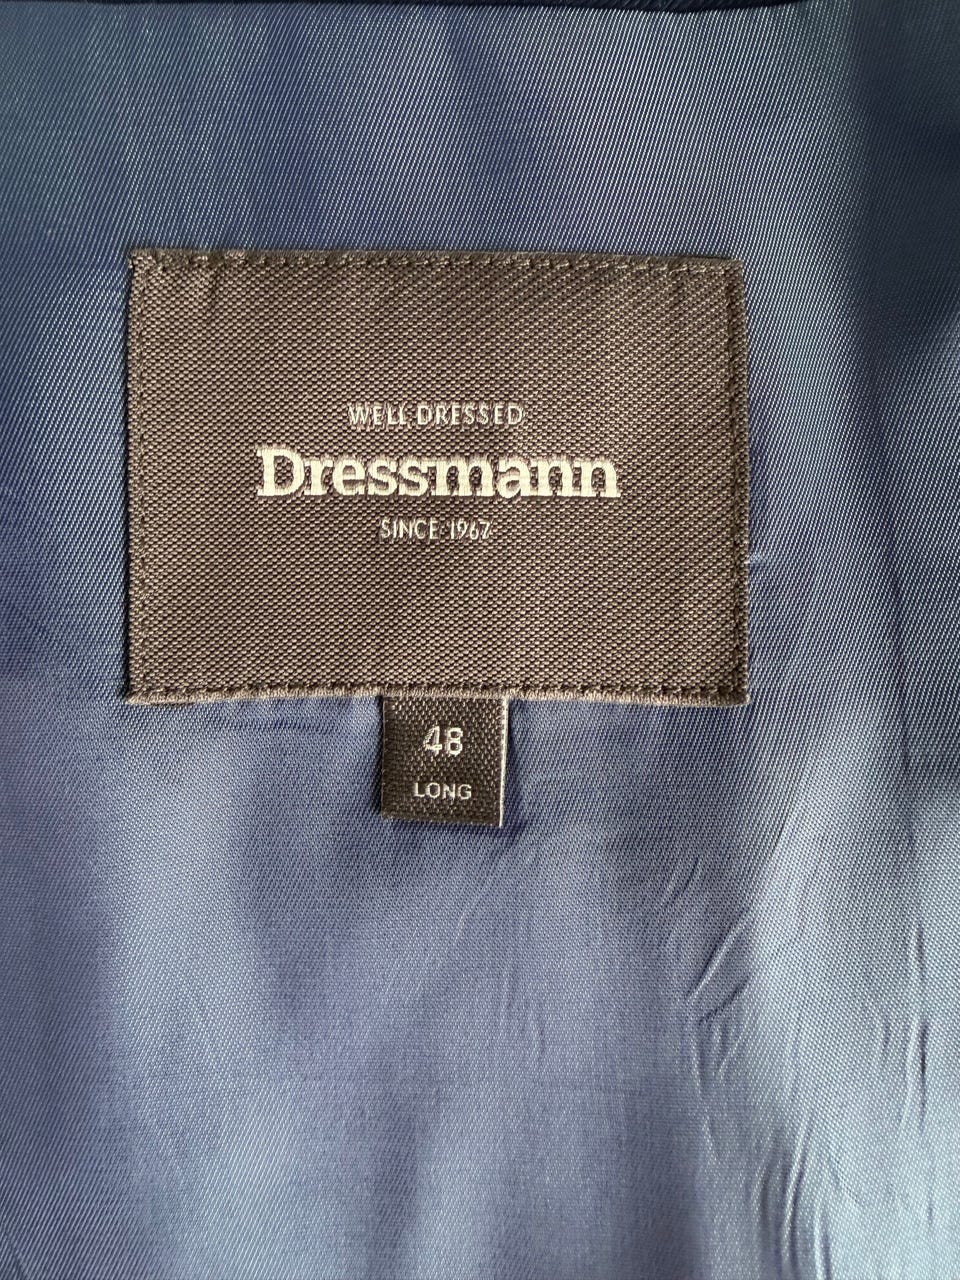 WELL DRESSED
Dressmann
SINCE 1967
48
LONG